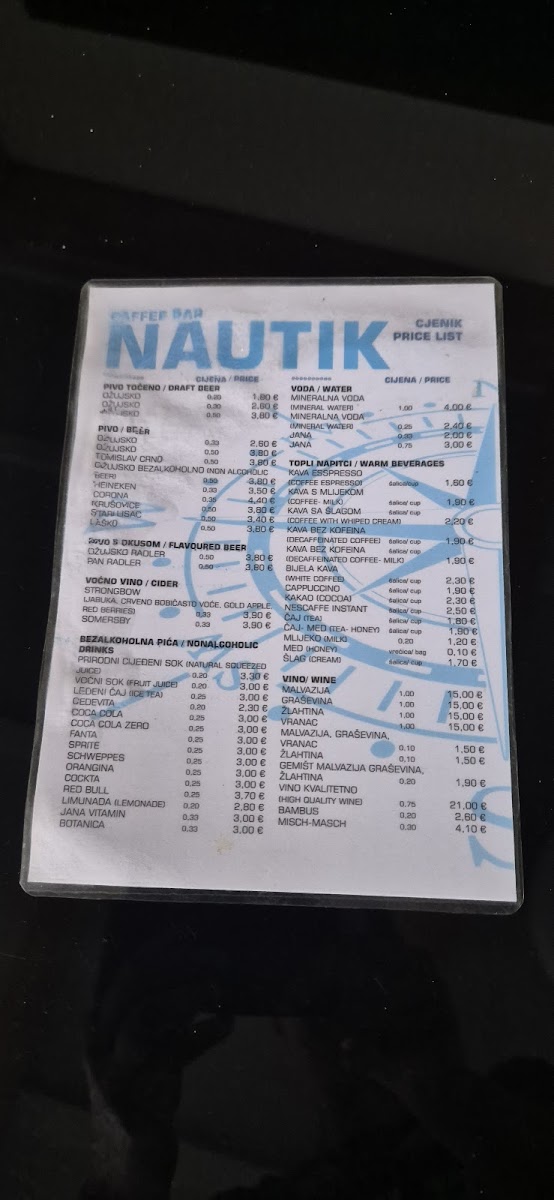 CAFFEE BAR
NAUTIK
CJENIK
PRICE LIST
CIJENA / PRICE
PIVO TOČENO / DRAFT BEER
OŽUJSKO 0.20 1,80 €
OŽUJSKO 0.30 2,60 €
OŽUJSKO 0.50 3,80 €
PIVO / BEER
OŽUJSKO 0.33 2,60 €
OŽUJSKO 0.50 3,80 €
TOMISLAV CRNO 0.50 3,80 €
OŽUJSKO BEZALKOHOLNO (NON ALCOHOLIC
BEER) 0.50 3,80 €
HEINEKEN 0.33 3,50 €
CORONA 0.35 4,40 €
KRUŠOVICE 0.50 3,80 €
STARI LISAC 0.50 3,40 €
LAŠKO 0.50 3,80 €
PIVO S OKUSOM / FLAVOURED BEER
OŽUJSKO RADLER 0.50 3,80 €
PAN RADLER 0.50 3,80 €
VOĆNO VINO / CIDER
STRONGBOW
(JABUKA, CRVENO BOBIČASTO VOĆE, GOLD APPLE,
RED BERRIES) 0.33 3,90 €
SOMERSBY 0.33 3,90 €
BEZALKOHOLNA PIĆA / NONALCOHOLIC
DRINKS
PRIRODNI CIJEĐENI SOK (NATURAL SQUEEZED
JUICE) 0.20 3,30 €
VOĆNI SOK (FRUIT JUICE) 0.20 3,00 €
LEDENI ČAJ (ICE TEA) 0.25 3,00 €
CEDEVITA 0.20 2,30 €
COCA COLA 0.25 3,00 €
COCA COLA ZERO 0.25 3,00 €
FANTA 0.25 3,00 €
SPRITE 0.25 3,00 €
SCHWEPPES 0.25 3,00 €
ORANGINA 0.25 3,00 €
COCKTA 0.25 3,00 €
RED BULL 0.25 3,70 €
LIMUNADA (LEMONADE) 0.20 2,80 €
JANA VITAMIN 0,33 3,00 €
BOTANICA 0,33 3,00 €
CIJENA / PRICE
VODA / WATER
MINERALNA VODA
(MINERAL WATER) 1.00 4,00 €
MINERALNA VODA
(MINERAL WATER) 0.25 2,40 €
JANA 0.33 2,00 €
JANA 0.75 3,00 €
TOPLI NAPITCI / WARM BEVERAGES
KAVA ESSPRESSO
(COFFEE ESPRESSO) šalica/cup 1,60 €
KAVA S MLIJEKOM
(COFFEE- MILK) šalica/ cup 1,90 €
KAVA SA ŠLAGOM
(COFFEE WITH WHIPED CREAM) šalica/ cup 2,20 €
KAVA BEZ KOFEINA
(DECAFFEINATED COFFEE) šalica/ cup 1,90 €
KAVA BEZ KOFEINA
(DECAFFEINATED COFFEE- MILK) šalica/ cup 1,90 €
BIJELA KAVA
(WHITE COFFEE) šalica/ cup 2,30 €
CAPPUCCINO šalica/ cup 1,90 €
KAKAO (COCOA) šalica/ cup 2,30 €
NESCAFFE INSTANT šalica/ cup 2,50 €
ČAJ (TEA) šalica/ cup 1,80 €
ČAJ- MED (TEA- HONEY) šalica/ cup 1,90 €
MLIJEKO (MILK) 0.20 1,20 €
MED (HONEY) vrećica/ bag 0,10 €
ŠLAG (CREAM) šalica/ cup 1,70 €
VINO/ WINE
MALVAZIJA 1.00 15,00 €
GRAŠEVINA 1.00 15,00 €
ŽLAHTINA 1.00 15,00 €
VRANAC 1.00 15,00 €
MALVAZIJA, GRAŠEVINA,
VRANAC 0,10 1,50 €
ŽLAHTINA 0.10 1,50 €
GEMIŠT MALVAZIJA GRAŠEVINA,
ŽLAHTINA 0.20 1,90 €
VINO KVALITETNO
(HIGH QUALITY WINE) 0.75 21,00 €
BAMBUS 0.20 2,60 €
MISCH-MASCH 0.30 4,10 €